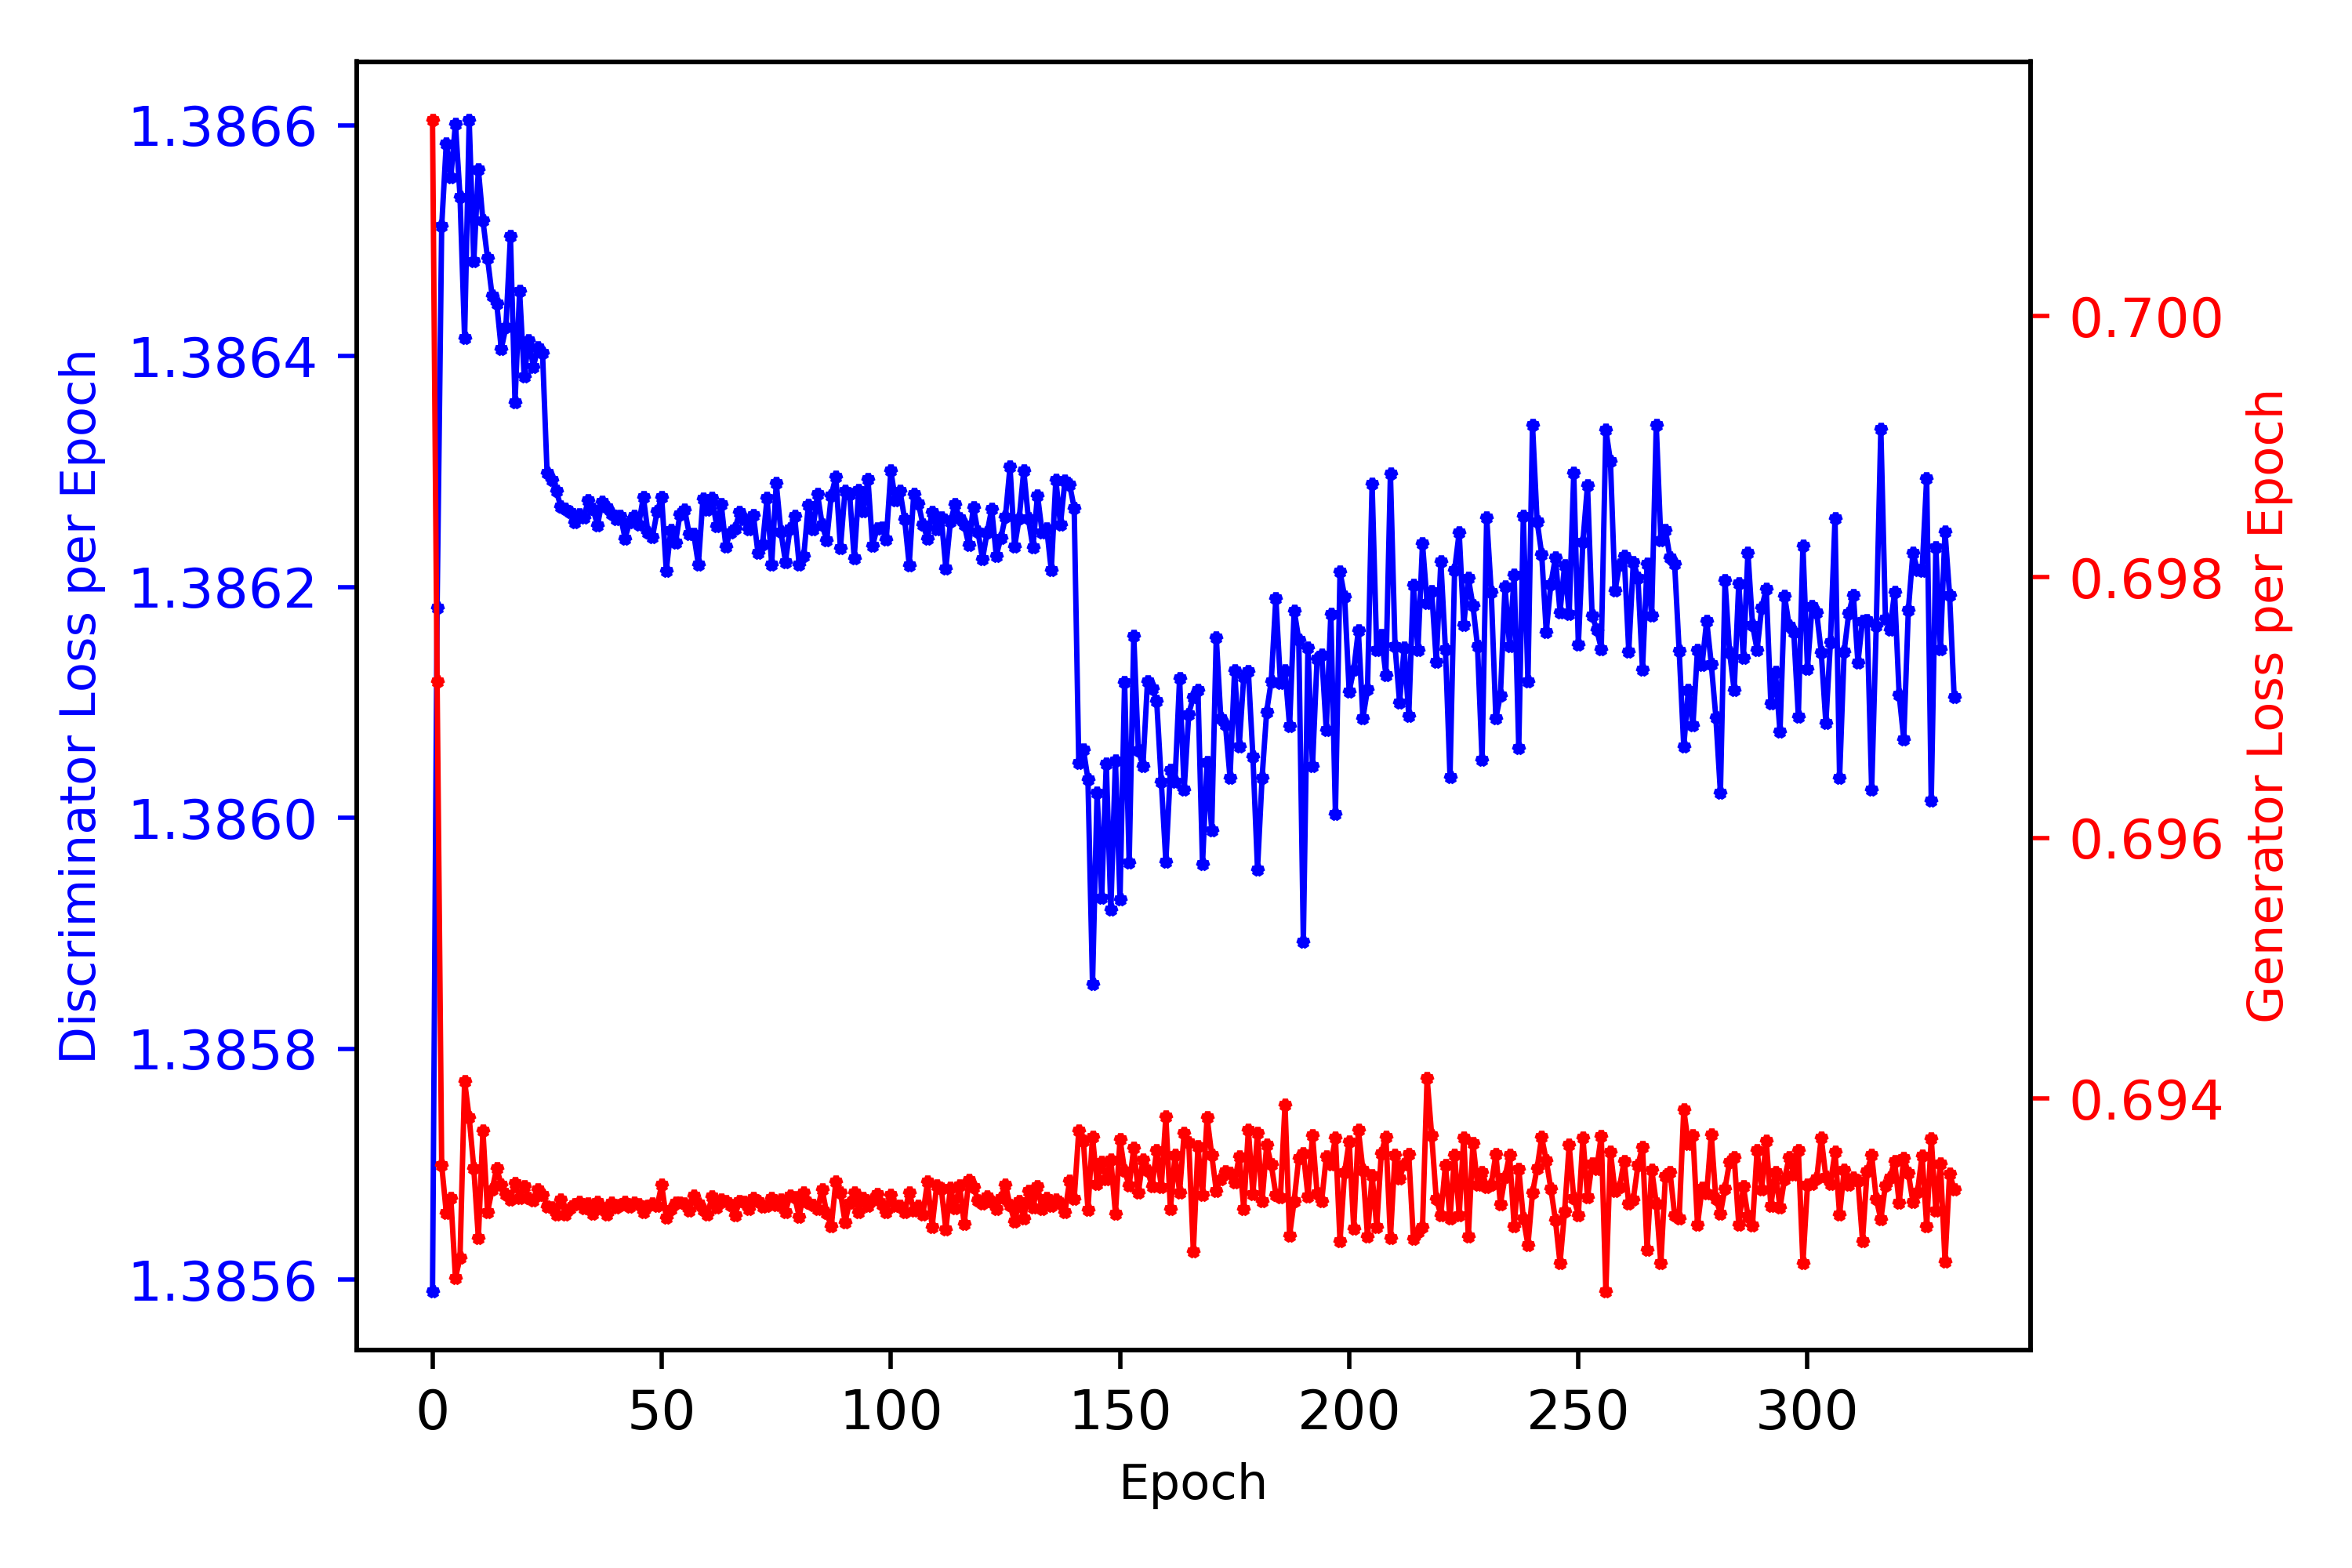 Discriminator Loss per Epoch
1.3866
1.3864
1.3862
1.3860
1.3858
1.3856
0.700
0.698
0.696
0.694
Generator Loss per Epoch
0 50 100 150 200 250 300
Epoch